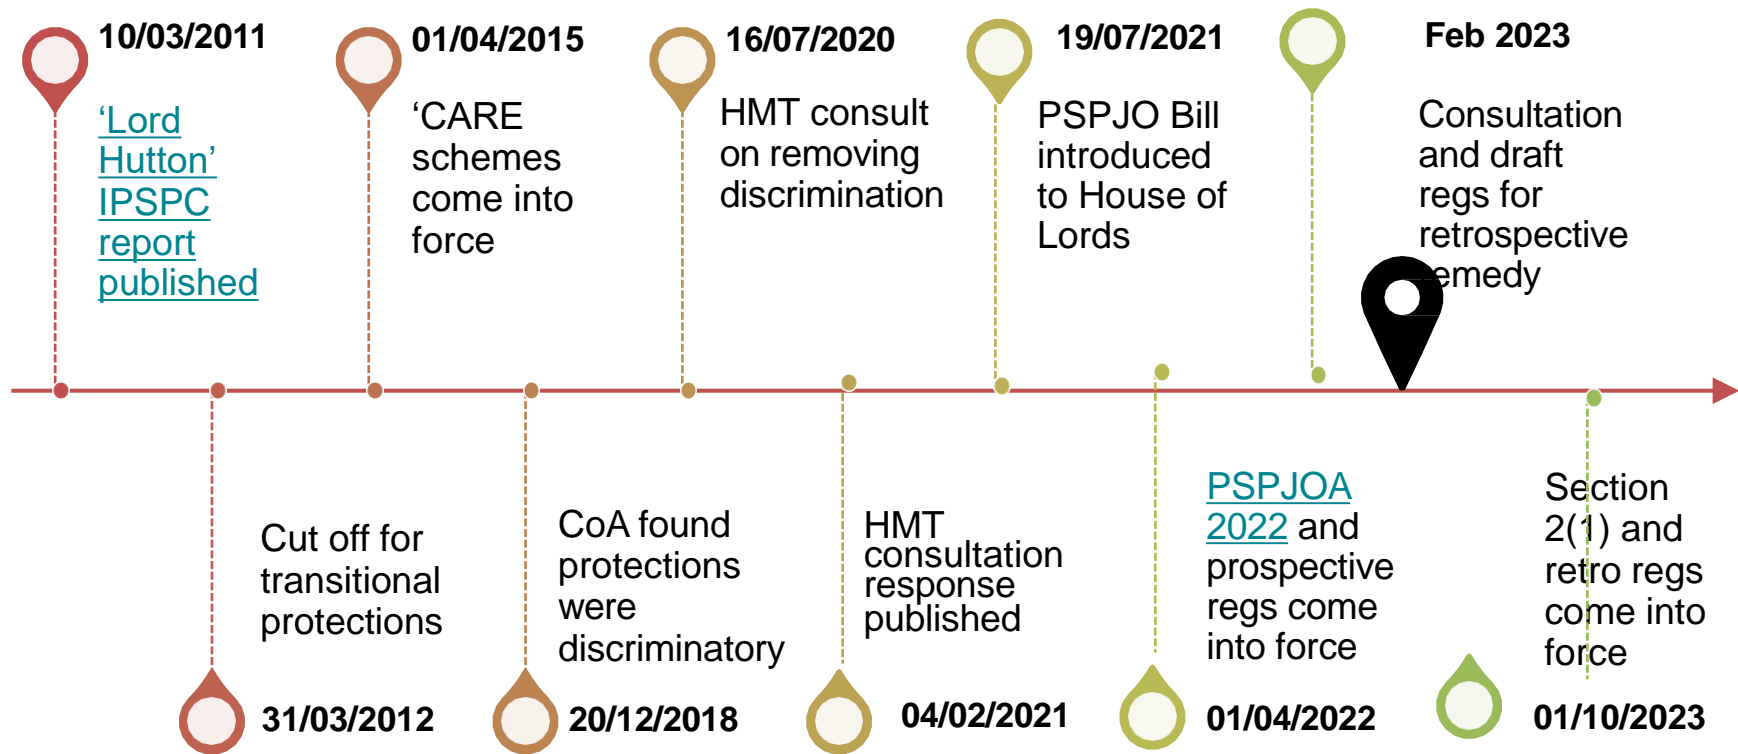 10/03/2011
‘Lord
Hutton’
IPSPC
report
published
01/04/2015
‘CARE
schemes
come into
force
16/07/2020
HMT consult
on removing
discrimination
19/07/2021
PSPJO Bill
introduced
to House of
Lords
Feb 2023
Consultation
and draft
regs for
retrospective
remedy
Cut off for
transitional
protections
31/03/2012
CoA found
protections
were
discriminatory
20/12/2018
HMT
consultation
response
published
04/02/2021
PSPJOA
2022 and
prospective
regs come
into force
01/04/2022
Section
2(1) and
retro regs
come into
force
01/10/2023